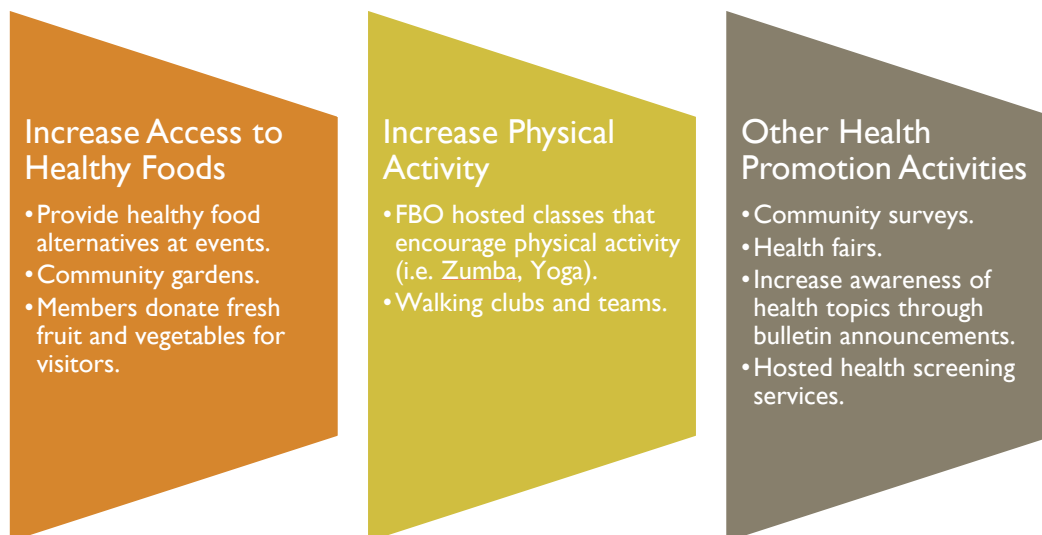 Increase Access to
Healthy Foods
•Provide healthy food
alternatives at events.
•Community gardens.
•Members donate fresh
fruit and vegetables for
visitors.
Increase Physical
Activity
•FBO hosted classes that
encourage physical activity
(i.e. Zumba, Yoga).
•Walking clubs and teams.
Other Health
Promotion Activities
•Community surveys.
•Health fairs.
•Increase awareness of
health topics through
bulletin announcements.
•Hosted health screening
services.